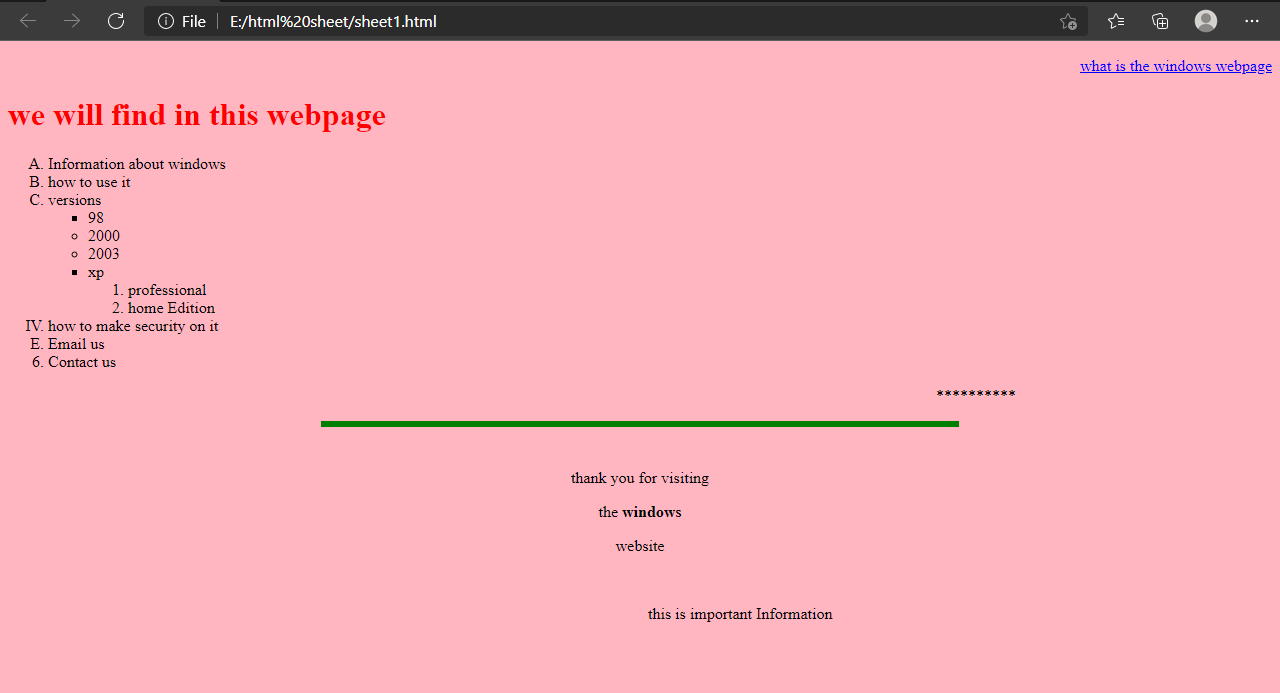 File E:/html%20sheet/sheet1.html
what is the windows webpage
we will find in this webpage
A. Information about windows
B. how to use it
C. versions
98
2000
2003
xp
1. professional
2. home Edition
IV. how to make security on it
E. Email us
6. Contact us
**********
thank you for visiting
the windows
website
this is important Information